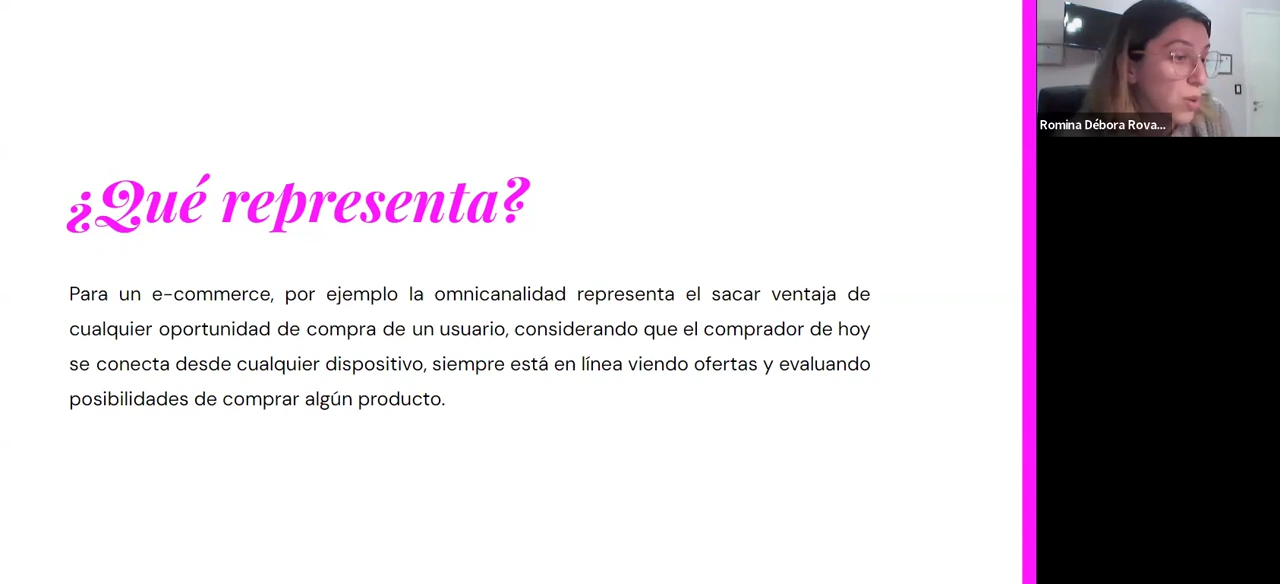 ¿Qué representa?
Para un e-commerce, por ejemplo la omnicanalidad representa el sacar ventaja de
cualquier oportunidad de compra de un usuario, considerando que el comprador de hoy
se conecta desde cualquier dispositivo, siempre está en línea viendo ofertas y evaluando
posibilidades de comprar algún producto.
Romina Débora Rova...